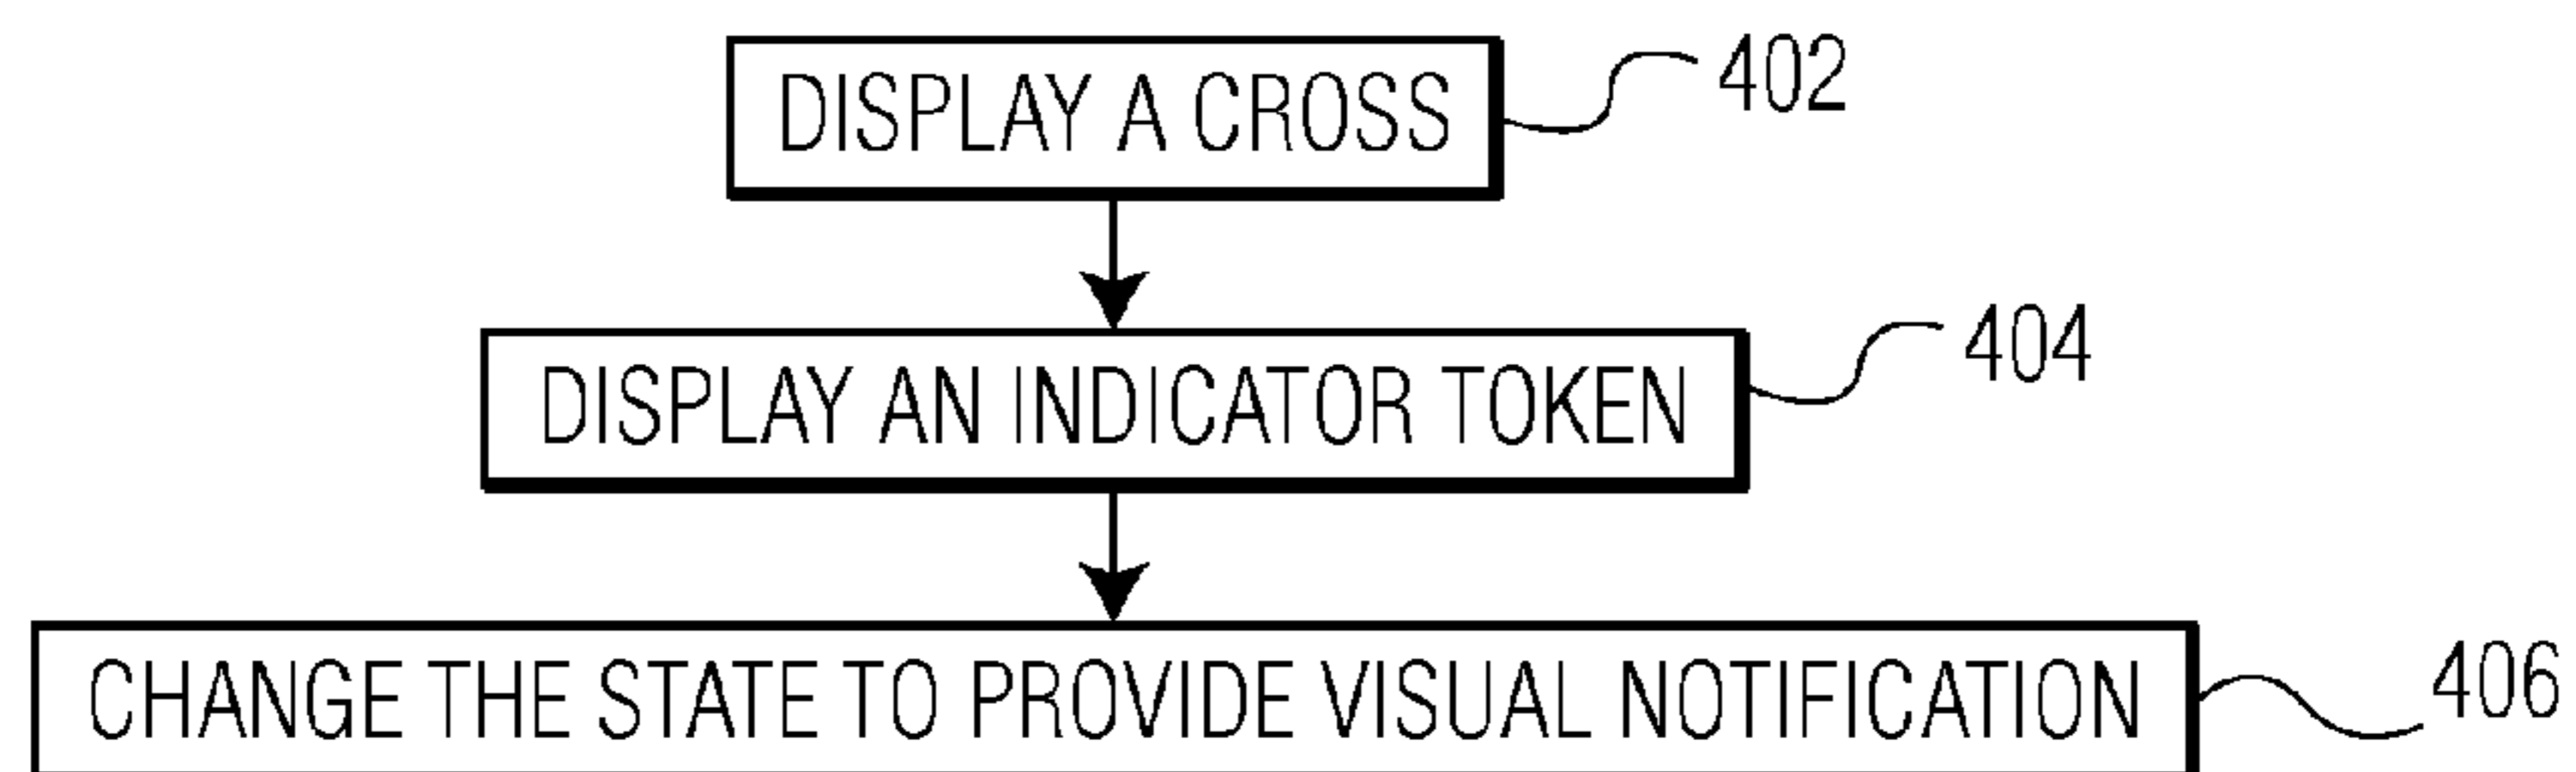 DISPLAY A CROSS
402
DISPLAY AN INDICATOR TOKEN
404
CHANGE THE STATE TO PROVIDE VISUAL NOTIFICATION
406